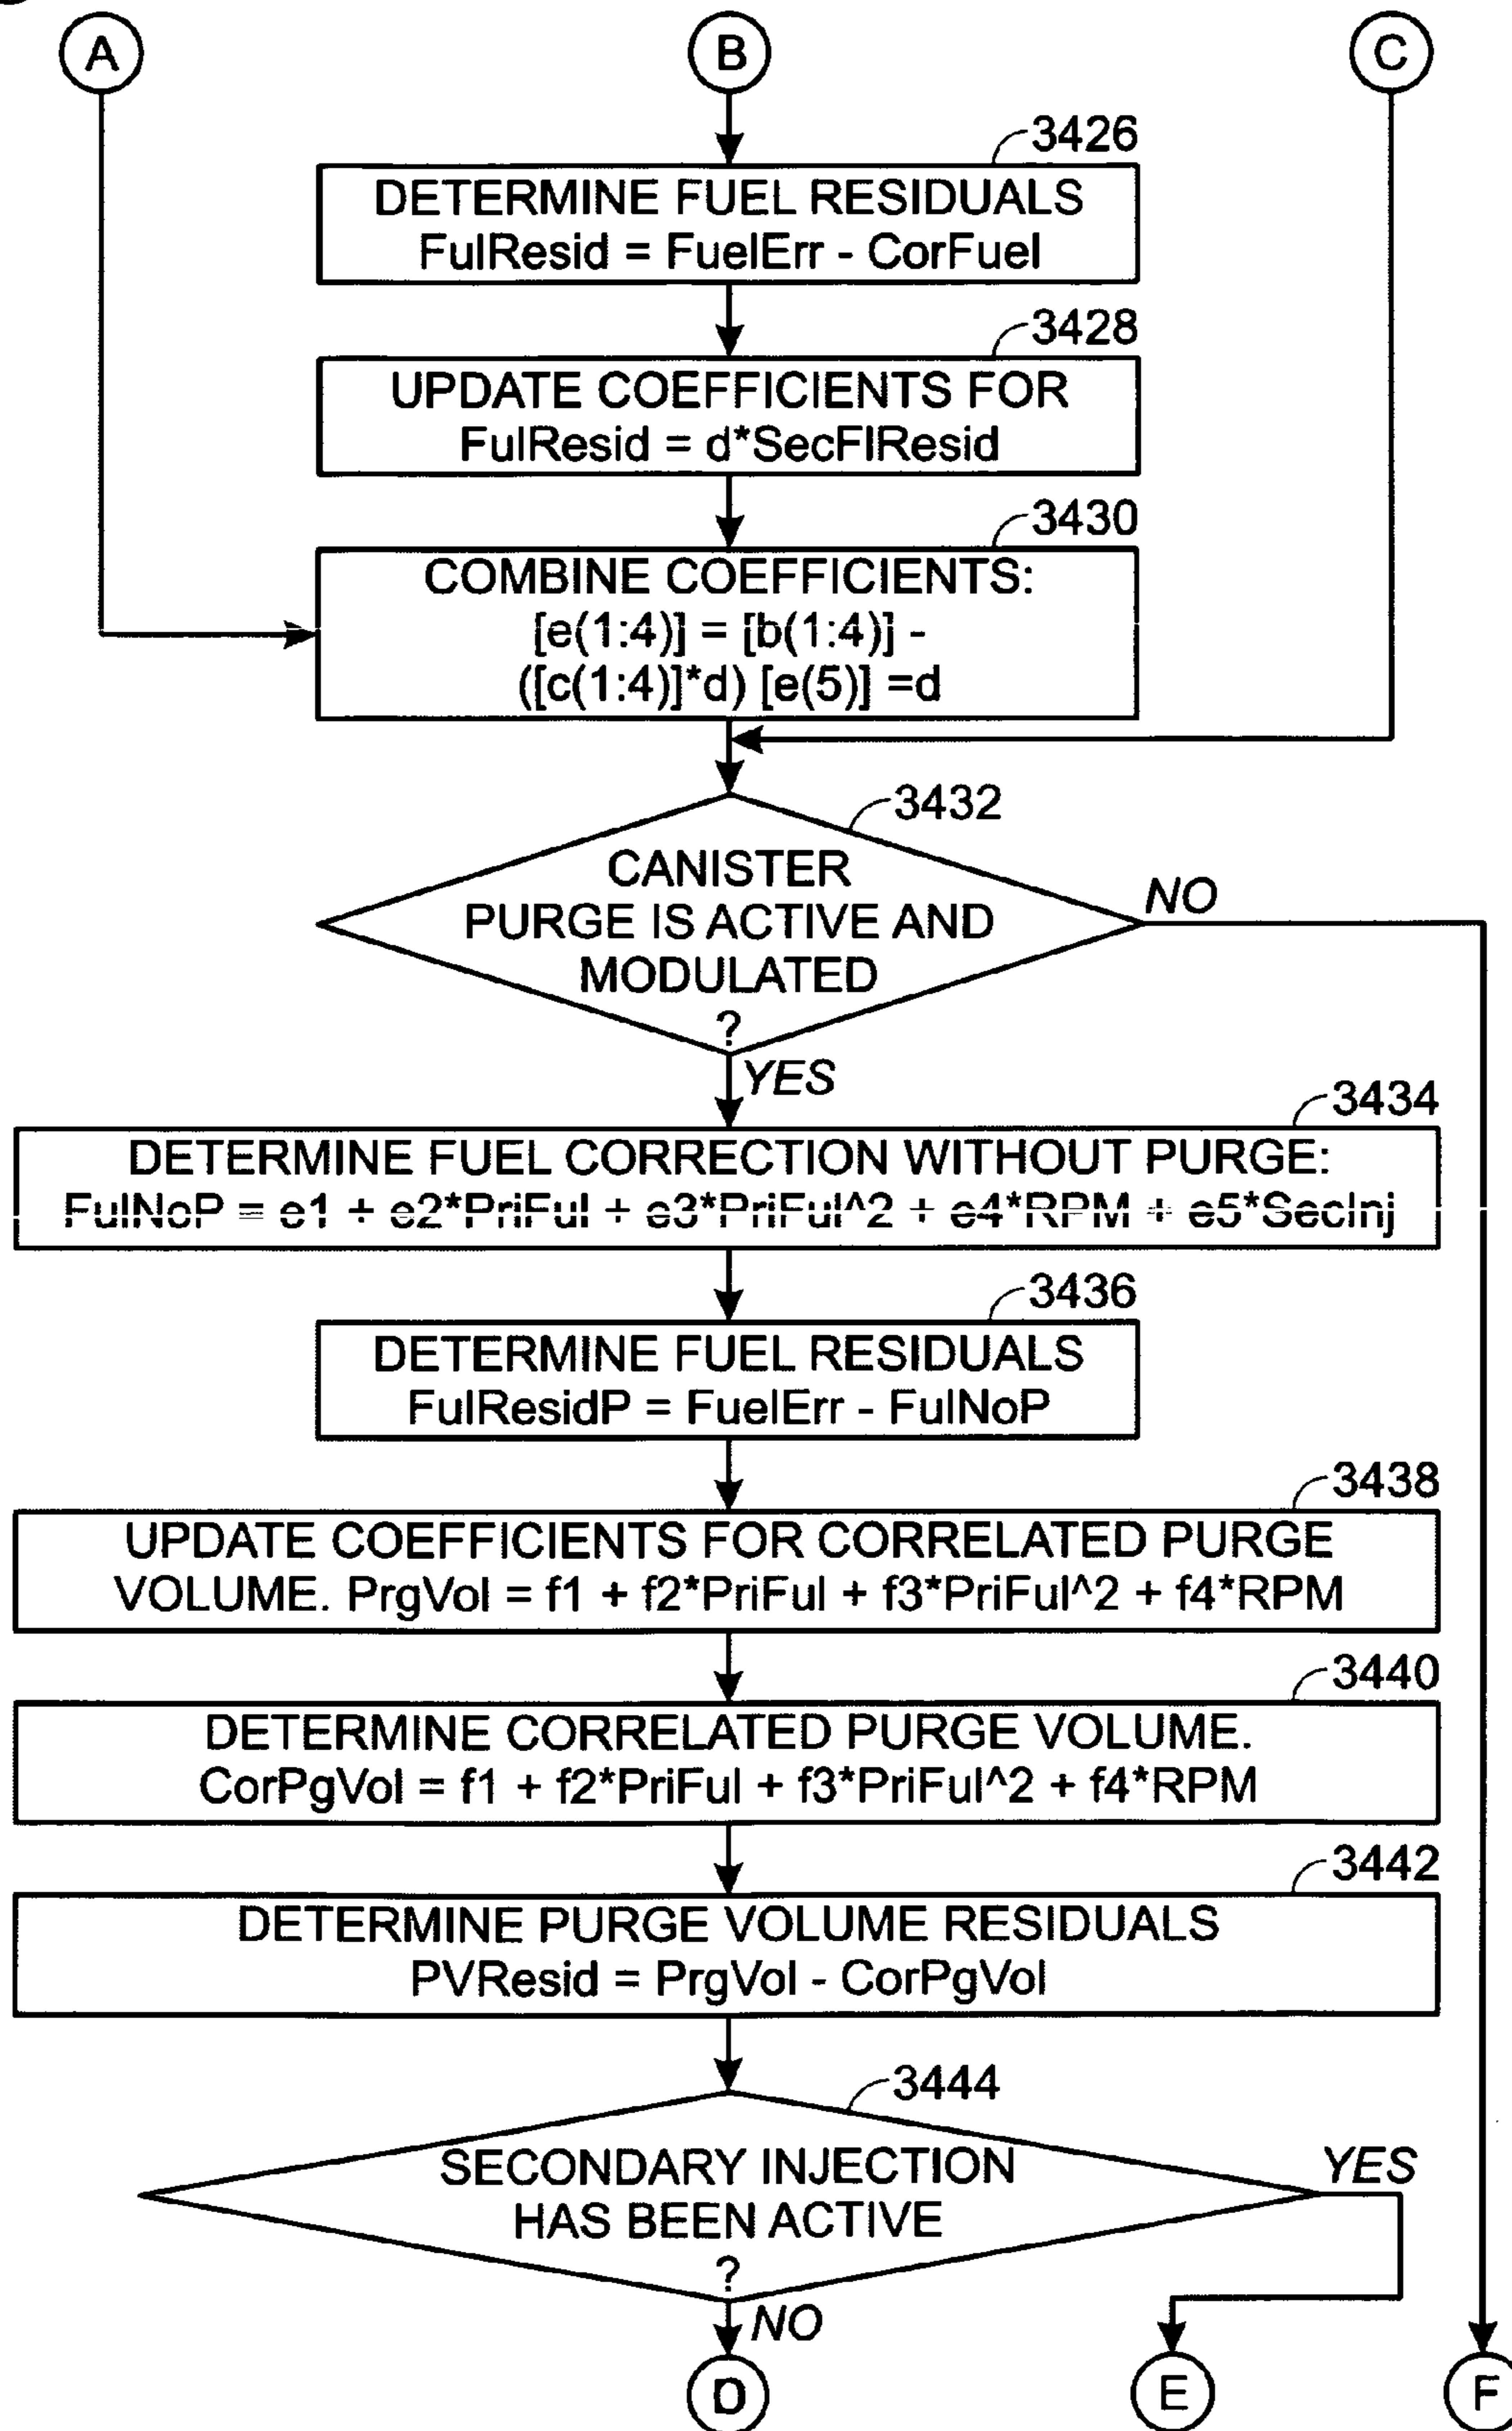 A
B
C
3426
DETERMINE FUEL RESIDUALS
FulResid = FuelErr - CorFuel
3428
UPDATE COEFFICIENTS FOR
FulResid = d*SecFlResid
3430
COMBINE COEFFICIENTS:
[e(1:4)] = [b(1:4)] -
([c(1:4)]*d) [e(5)] =d
3432
CANISTER
PURGE IS ACTIVE AND
MODULATED
?
NO
YES
3434
DETERMINE FUEL CORRECTION WITHOUT PURGE:
FulNoP = e1 + e2*PriFul + e3*PriFul^2 + e4*RPM + e5*SecInj
3436
DETERMINE FUEL RESIDUALS
FulResidP = FuelErr - FulNoP
3438
UPDATE COEFFICIENTS FOR CORRELATED PURGE
VOLUME. PrgVol = f1 + f2*PriFul + f3*PriFul^2 + f4*RPM
3440
DETERMINE CORRELATED PURGE VOLUME.
CorPgVol = f1 + f2*PriFul + f3*PriFul^2 + f4*RPM
3442
DETERMINE PURGE VOLUME RESIDUALS
PVResid = PrgVol - CorPgVol
3444
SECONDARY INJECTION
HAS BEEN ACTIVE
?
YES
NO
D
E
F